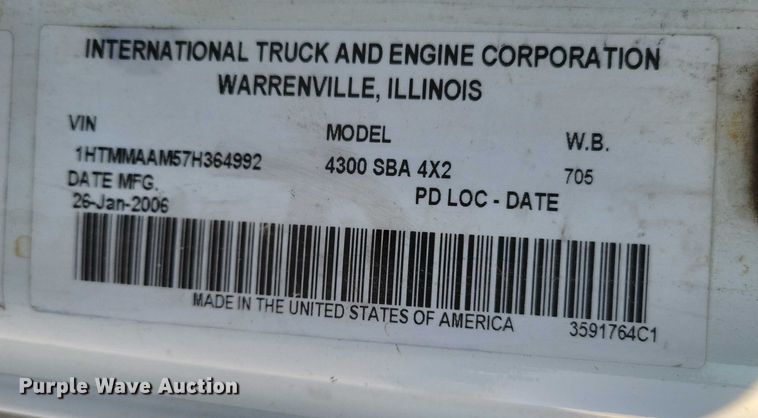 INTERNATIONAL TRUCK AND ENGINE CORPORATION
WARRENVILLE, ILLINOIS
VIN MODEL W.B.
1HTMMAAM57H364992 4300 SBA 4X2 705
DATE MFG. PD LOC - DATE
26-Jan-2006
MADE IN THE UNITED STATES OF AMERICA 3591764C1
Purple Wave Auction